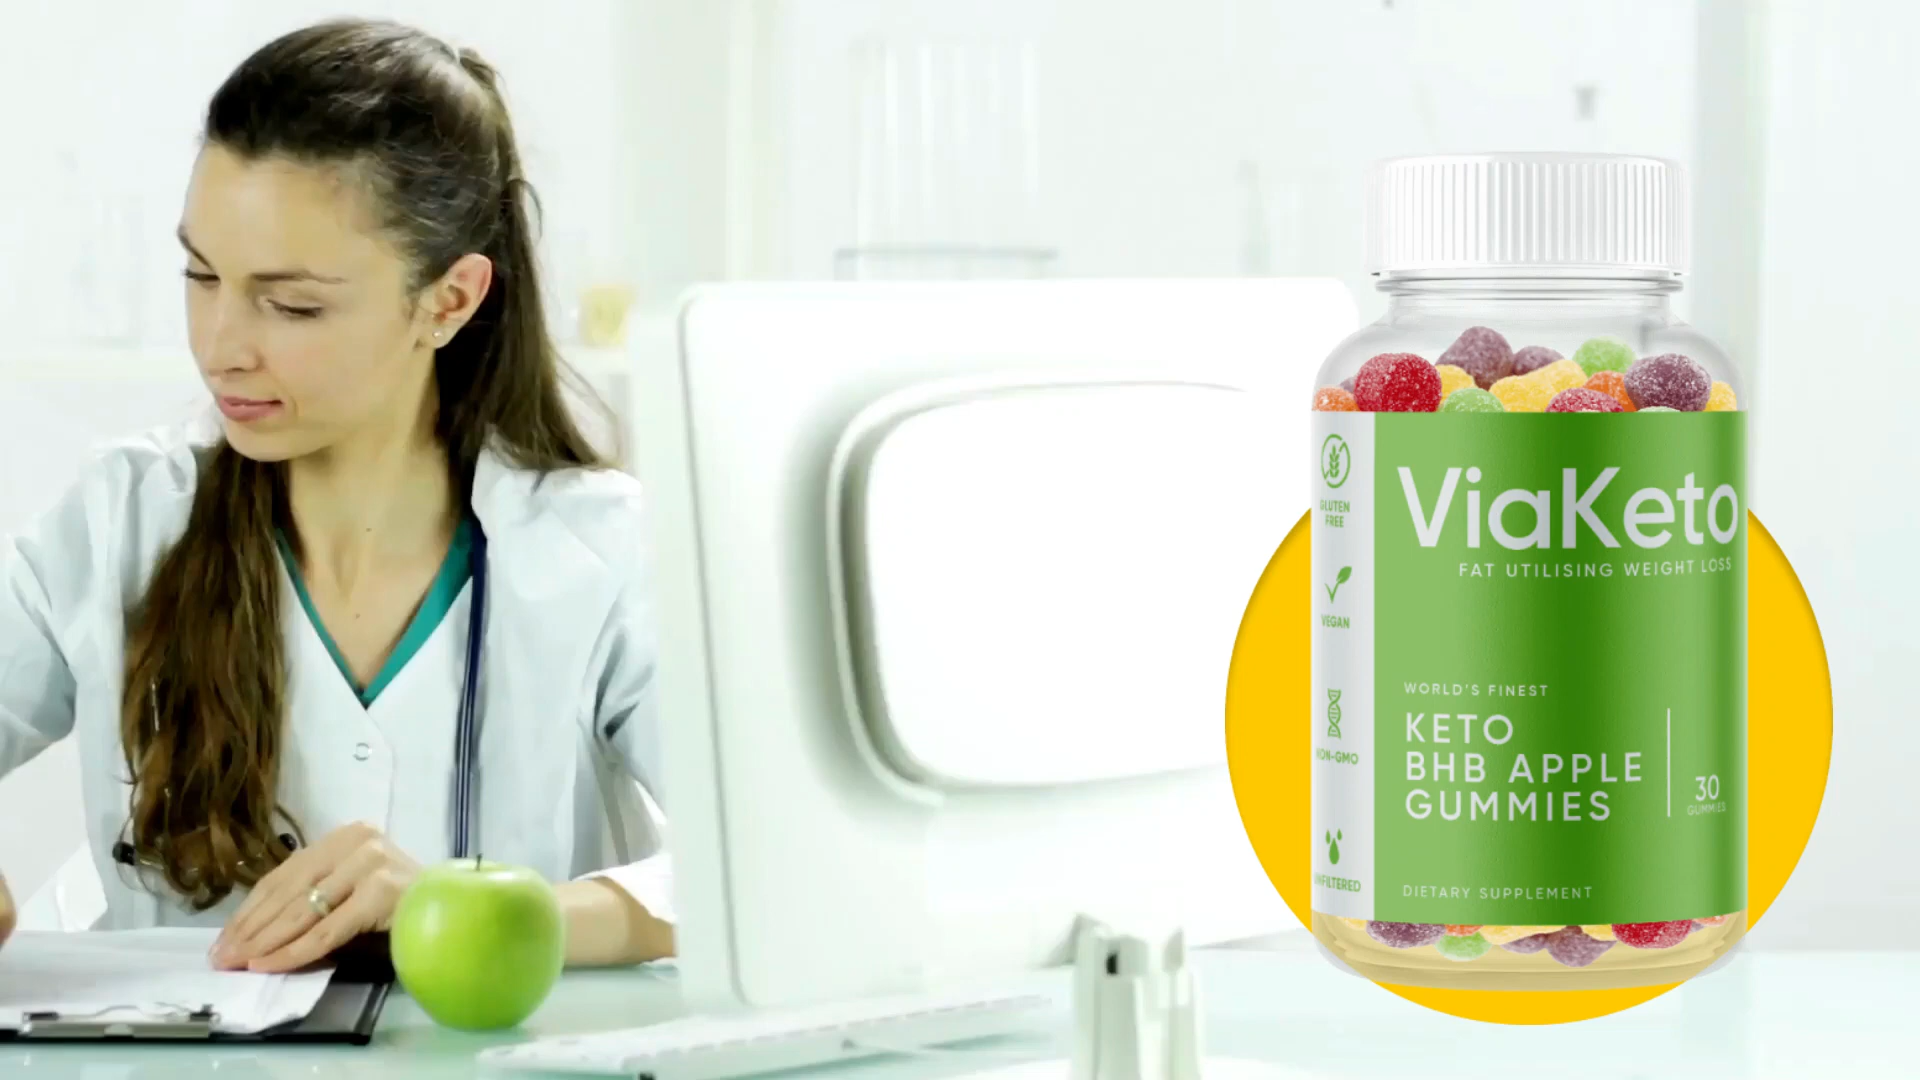 GLUTEN
FREE
VEGAN
NON-GMO
UNFILTERED
ViaKeto
FAT UTILISING WEIGHT LOSS
WORLD'S FINEST
KETO
BHB APPLE
GUMMIES
30
GUMMIES
DIETARY SUPPLEMENT